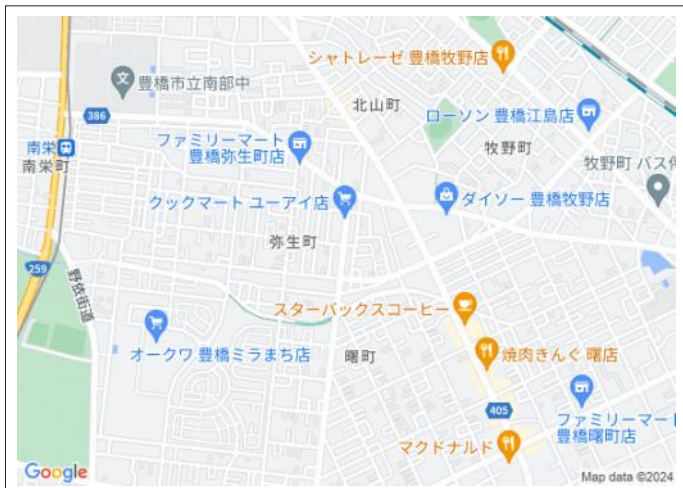 シャトレーゼ 豊橋牧野店
豊橋市立南部中
北山町
386
ローソン 豊橋江島店
ファミリーマート
豊橋弥生町店
南栄
南栄町
牧野町
牧野町 バス停
クックマート ユーアイ店
ダイソー 豊橋牧野店
弥生町
259
野依街道
スターバックスコーヒー
オークワ 豊橋ミラまち店
曙町
焼肉きんぐ 曙店
405
ファミリーマート
豊橋曙町店
マクドナルド
Google
Map data ©2024